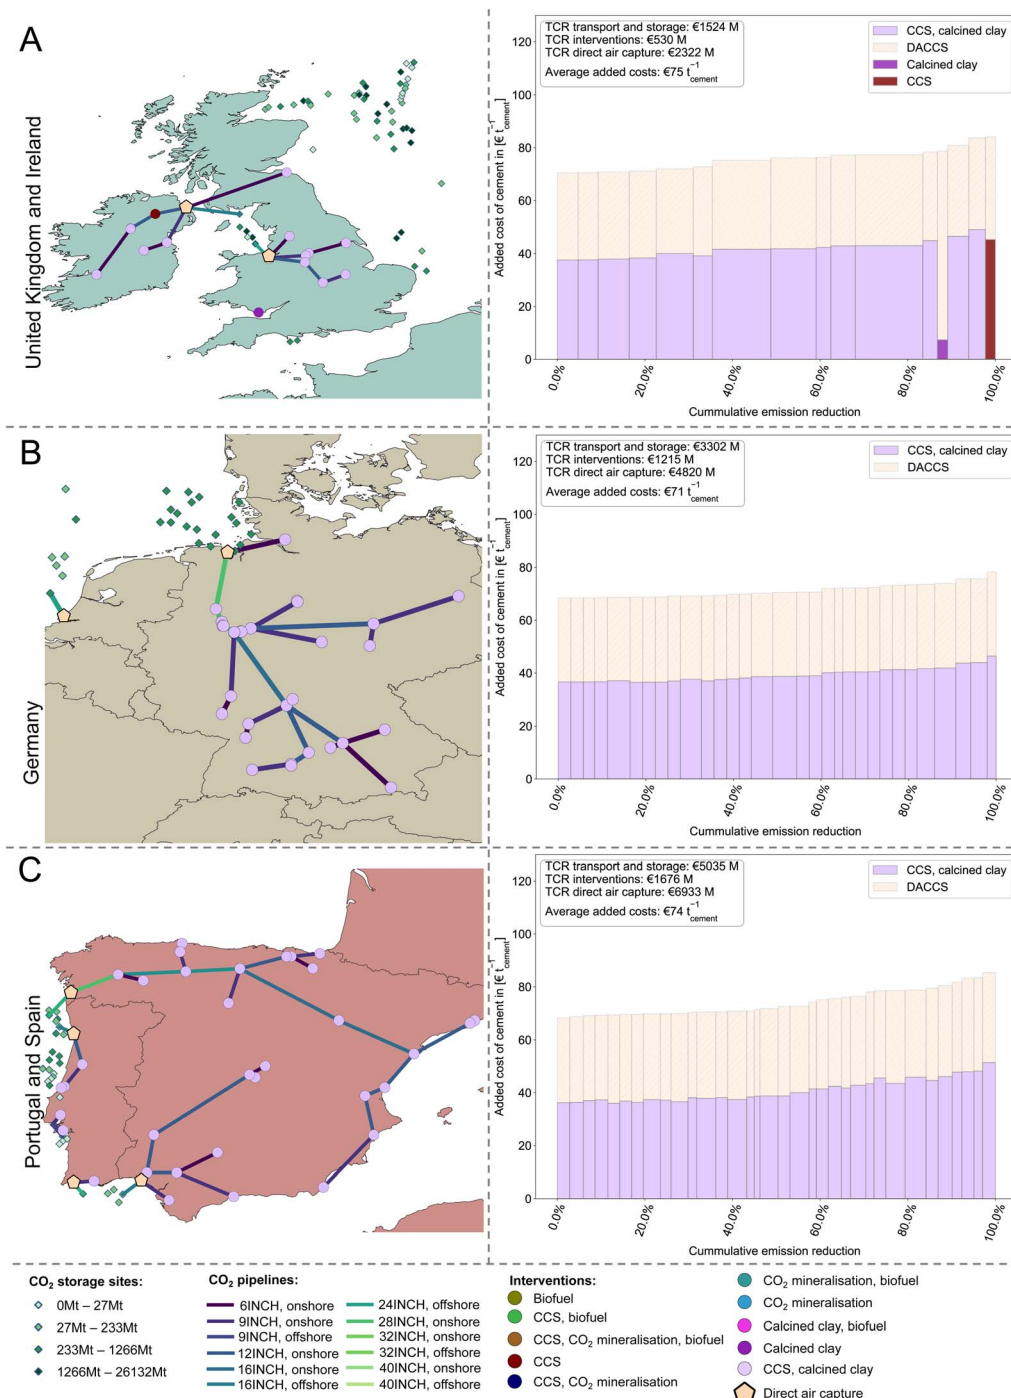 A
United Kingdom and Ireland
TCR transport and storage: €1524 M
TCR interventions: €530 M
TCR direct air capture: €2322 M
Average added costs: €75 t⁻¹cement
CCS, calcined clay
DACCS
Calcined clay
CCS
Added cost of cement in [€ t⁻¹cement]
120
100
80
60
40
20
0
0.0%
20.0%
40.0%
60.0%
80.0%
100.0%
Cummulative emission reduction
B
Germany
TCR transport and storage: €3302 M
TCR interventions: €1215 M
TCR direct air capture: €4820 M
Average added costs: €71 t⁻¹cement
CCS, calcined clay
DACCS
Added cost of cement in [€ t⁻¹cement]
120
100
80
60
40
20
0
0.0%
20.0%
40.0%
60.0%
80.0%
100.0%
Cummulative emission reduction
C
Portugal and Spain
TCR transport and storage: €5035 M
TCR interventions: €1676 M
TCR direct air capture: €6933 M
Average added costs: €74 t⁻¹cement
CCS, calcined clay
DACCS
Added cost of cement in [€ t⁻¹cement]
120
100
80
60
40
20
0
0.0%
20.0%
40.0%
60.0%
80.0%
100.0%
Cummulative emission reduction
CO₂ storage sites:
0Mt – 27Mt
27Mt – 233Mt
233Mt – 1266Mt
1266Mt – 26132Mt
CO₂ pipelines:
6INCH, onshore
9INCH, onshore
9INCH, offshore
12INCH, onshore
16INCH, onshore
16INCH, offshore
24INCH, offshore
28INCH, onshore
32INCH, onshore
32INCH, offshore
40INCH, onshore
40INCH, offshore
Interventions:
Biofuel
CCS, biofuel
CCS, CO₂ mineralisation, biofuel
CCS
CCS, CO₂ mineralisation
CO₂ mineralisation, biofuel
CO₂ mineralisation
Calcined clay, biofuel
Calcined clay
CCS, calcined clay
Direct air capture